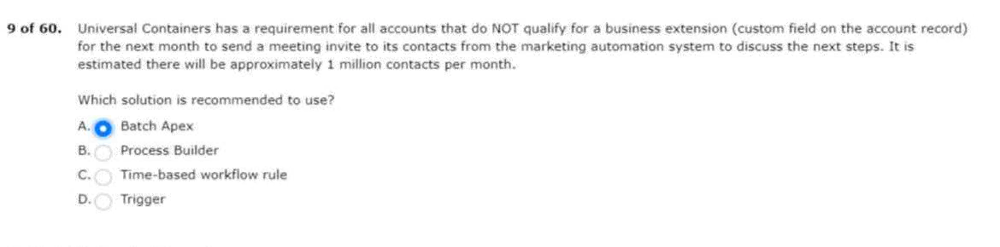 9 of 60. Universal Containers has a requirement for all accounts that do NOT qualify for a business extension (custom field on the account record)
for the next month to send a meeting invite to its contacts from the marketing automation system to discuss the next steps. It is
estimated there will be approximately 1 million contacts per month.
Which solution is recommended to use?
A. Batch Apex
B. Process Builder
C. Time-based workflow rule
D. Trigger